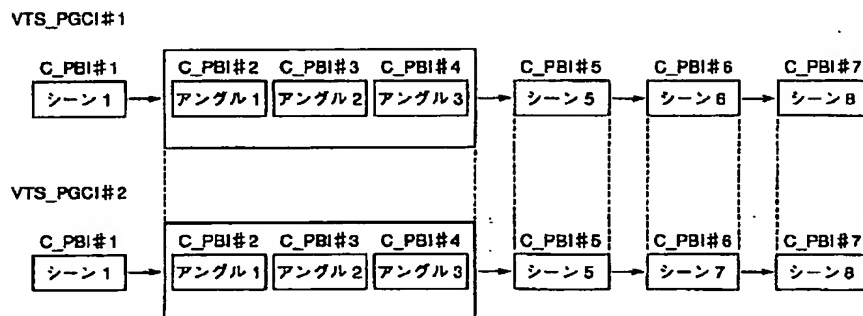 VTS_PGCI#1
C_PBI#1 C_PBI#2 C_PBI#3 C_PBI#4 C_PBI#5 C_PBI#6 C_PBI#7
シーン1 アングル1 アングル2 アングル3 シーン5 シーン6 シーン8
VTS_PGCI#2
C_PBI#1 C_PBI#2 C_PBI#3 C_PBI#4 C_PBI#5 C_PBI#6 C_PBI#7
シーン1 アングル1 アングル2 アングル3 シーン5 シーン7 シーン8